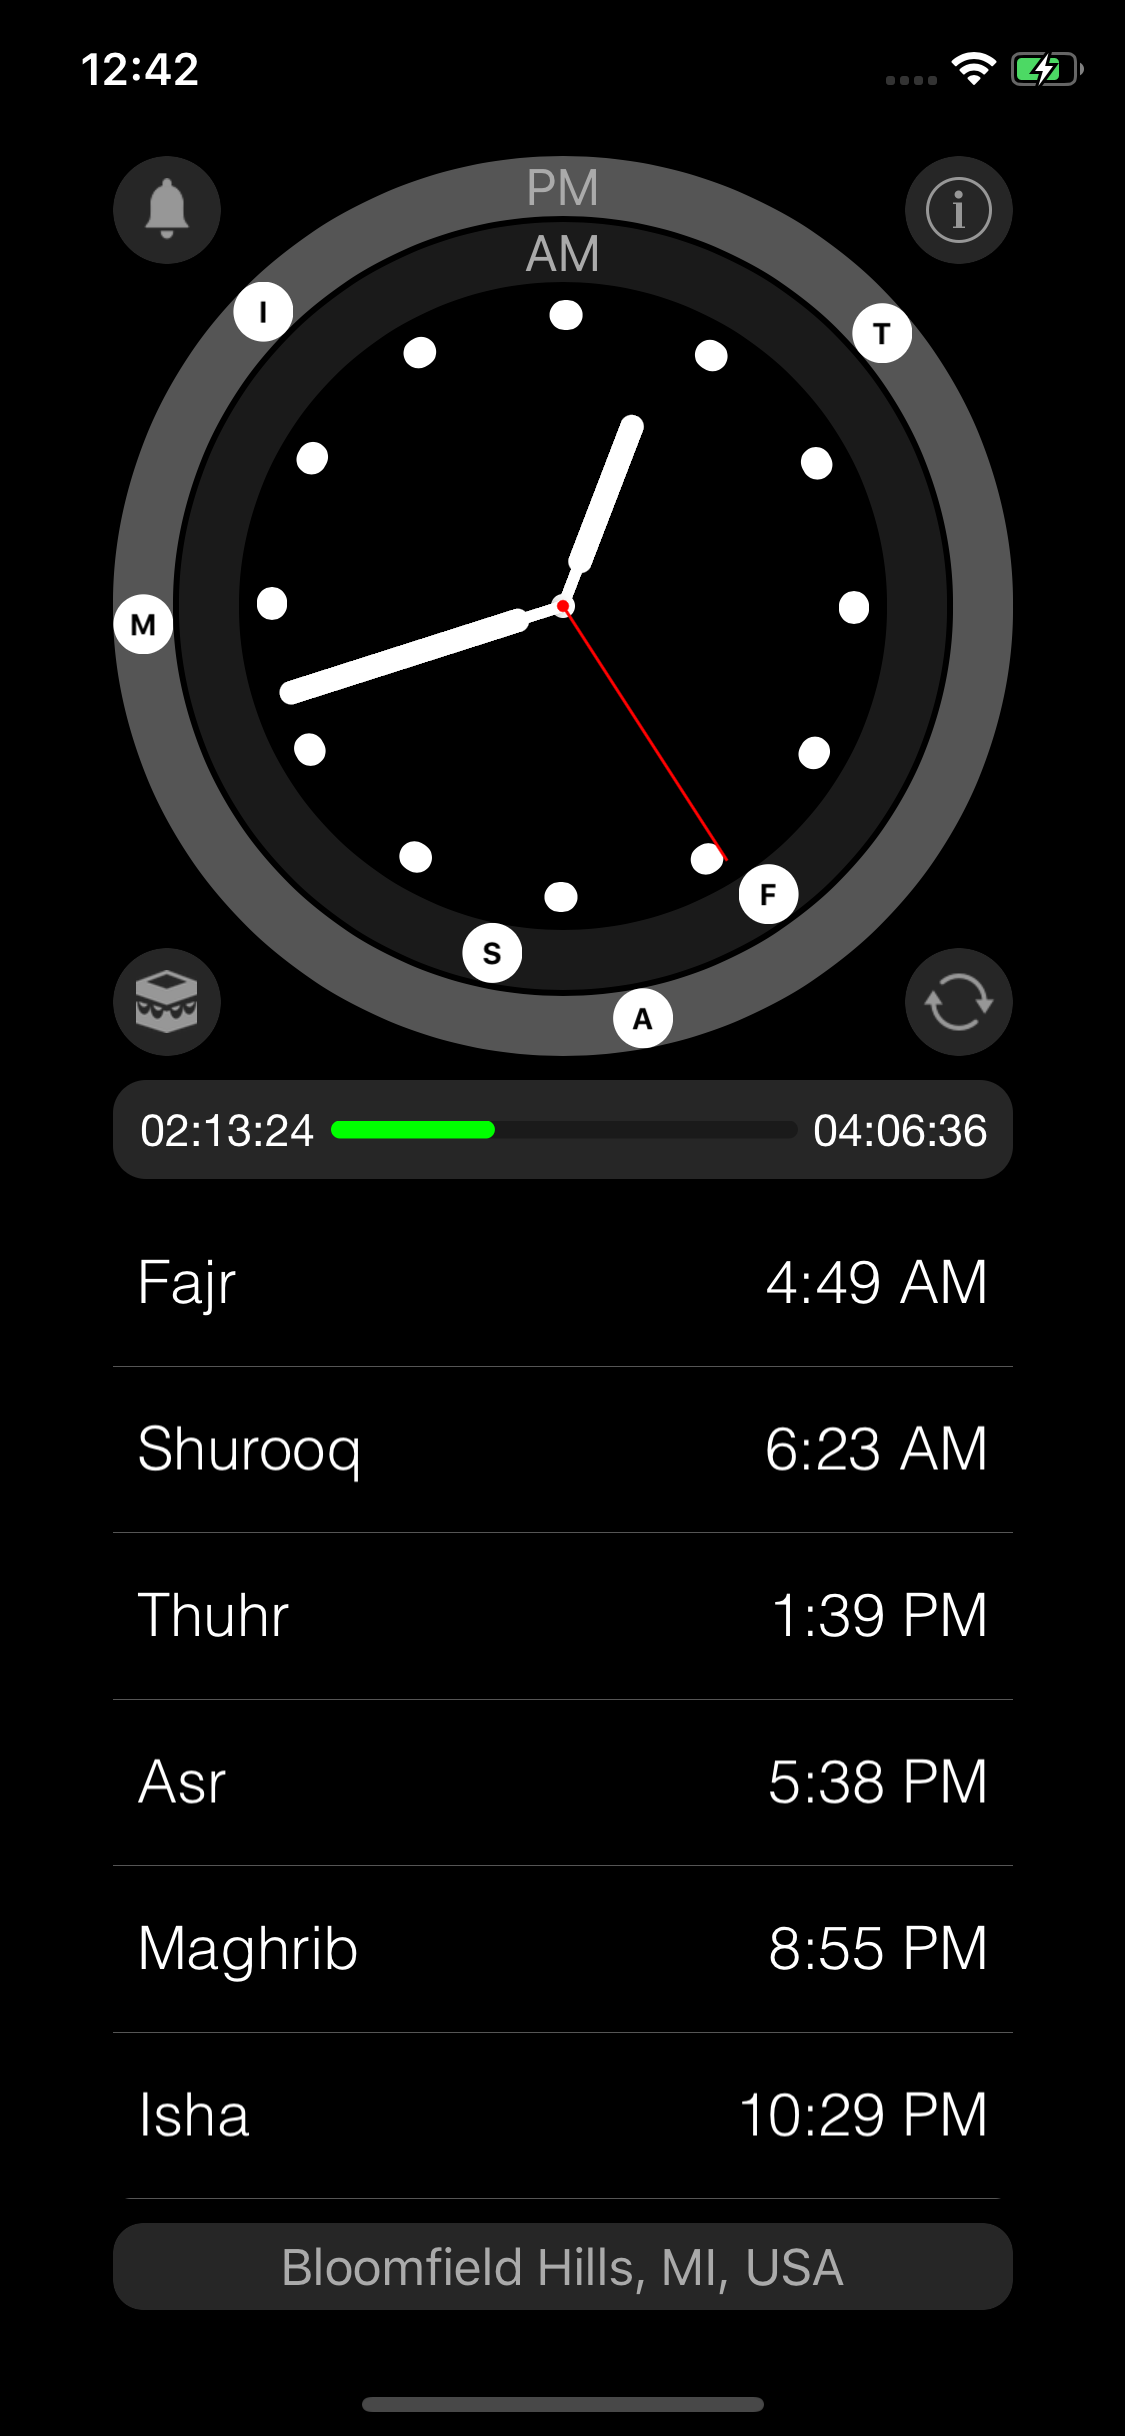 12:42
PM
AM
I
T
M
F
S
A
02:13:24 04:06:36
Fajr 4:49 AM
Shurooq 6:23 AM
Thuhr 1:39 PM
Asr 5:38 PM
Maghrib 8:55 PM
Isha 10:29 PM
Bloomfield Hills, MI, USA